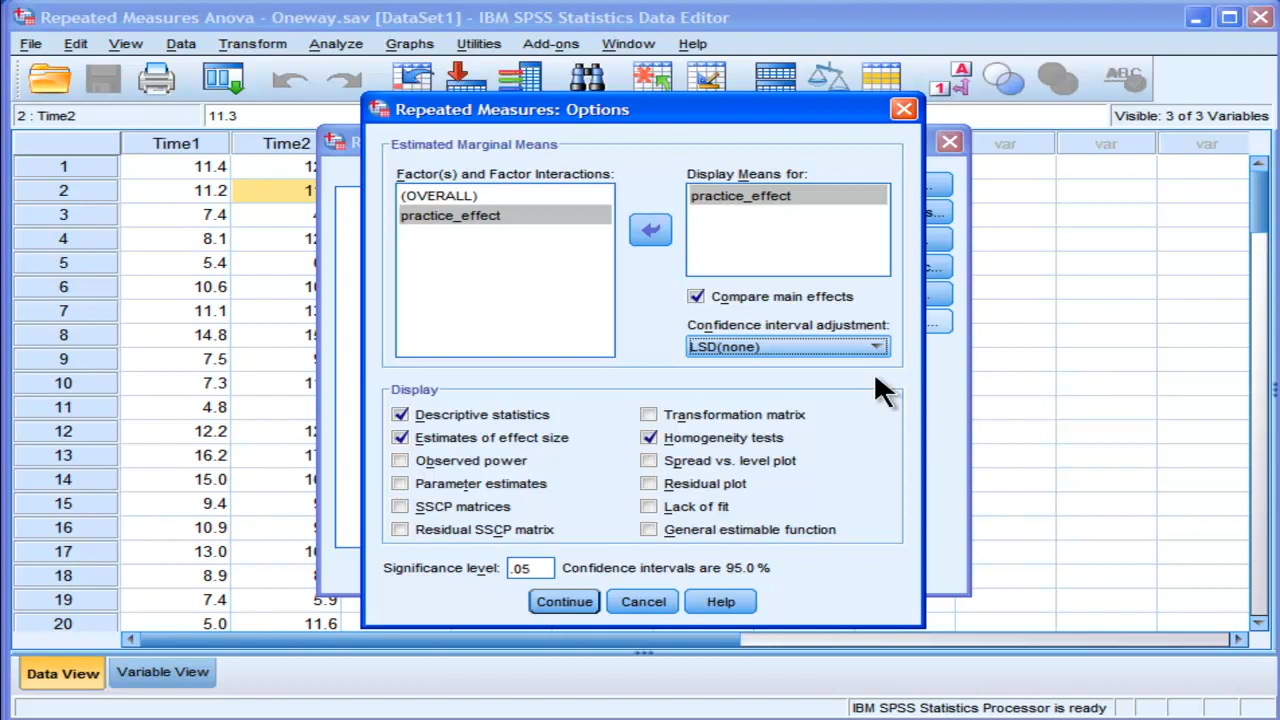 Repeated Measures Anova - Oneway.sav [DataSet1] - IBM SPSS Statistics Data Editor
File Edit View Data Transform Analyze Graphs Utilities Add-ons Window Help
2 : Time2 11.3 Visible: 3 of 3 Variables
Repeated Measures: Options
Estimated Marginal Means
Factor(s) and Factor Interactions:
(OVERALL)
practice_effect
Display Means for:
practice_effect
Compare main effects
Confidence interval adjustment:
LSD(none)
Display
Descriptive statistics
Estimates of effect size
Observed power
Parameter estimates
SSCP matrices
Residual SSCP matrix
Transformation matrix
Homogeneity tests
Spread vs. level plot
Residual plot
Lack of fit
General estimable function
Significance level: .05 Confidence intervals are 95.0 %
Continue Cancel Help
Time1 Time2 var var var
1 11.4
2 11.2
3 7.4
4 8.1
5 5.4
6 10.6
7 11.1
8 14.8
9 7.5
10 7.3
11 4.8
12 12.2
13 16.2
14 15.0
15 9.4
16 10.9
17 13.0
18 8.9
19 7.4 5.9
20 5.0 11.6
Data View Variable View
IBM SPSS Statistics Processor is ready